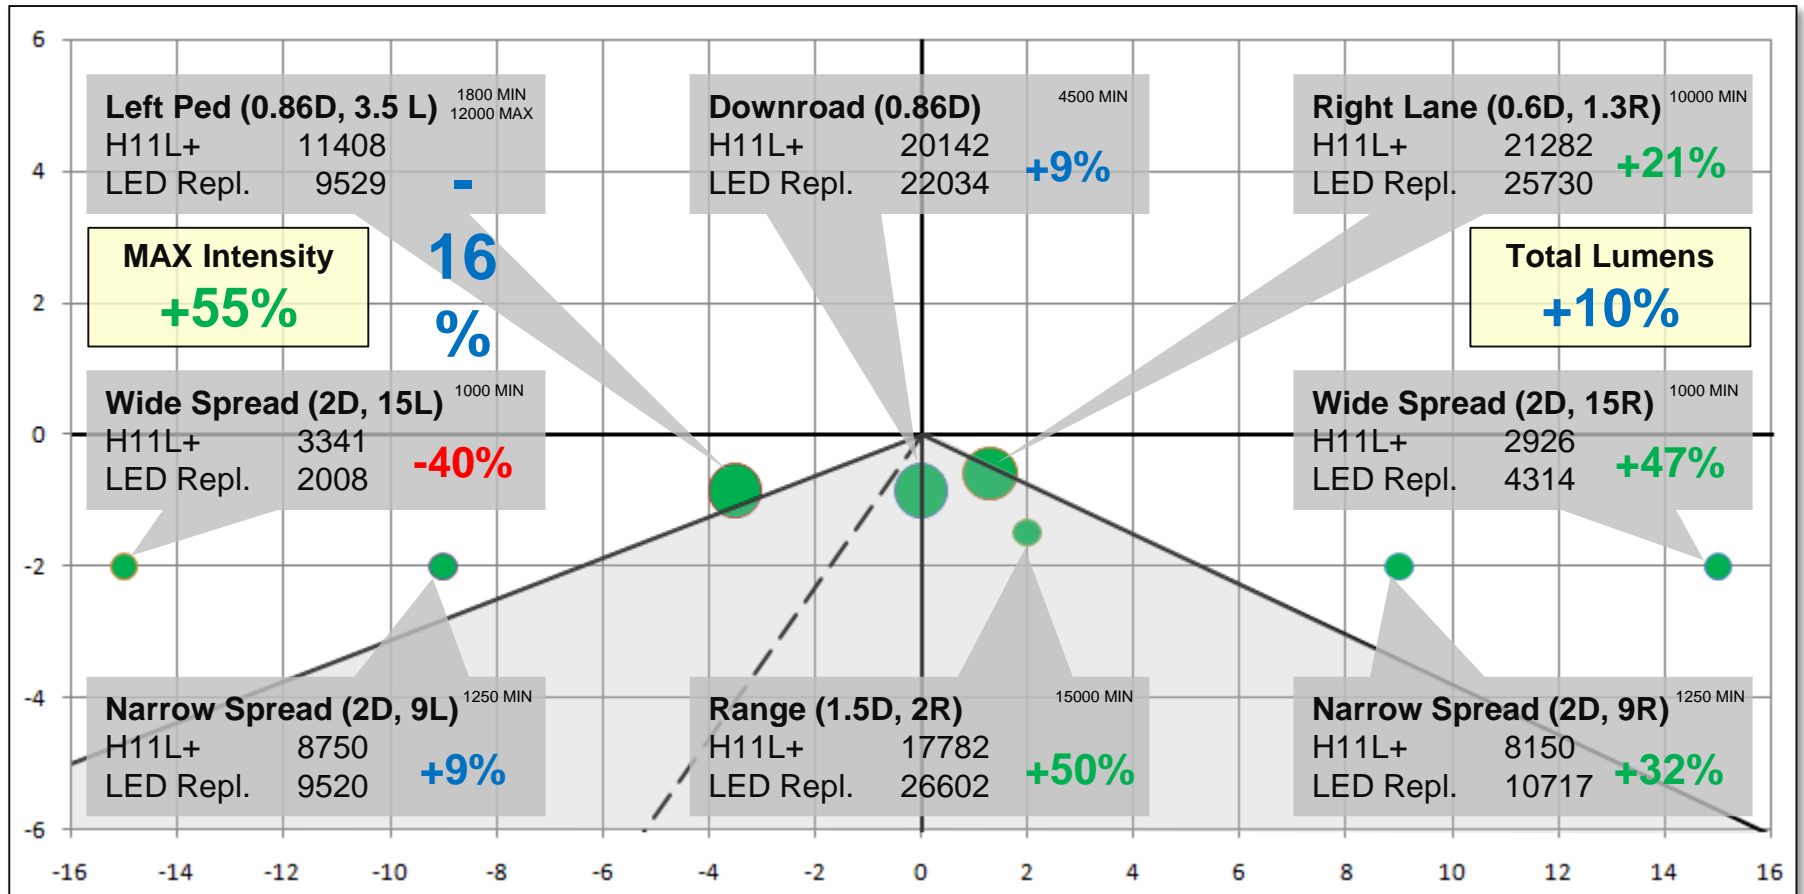 6
Left Ped (0.86D, 3.5 L) 1800 MIN
12000 MAX
H11L+ 11408
LED Repl. 9529
-
16
%
Downroad (0.86D) 4500 MIN
H11L+ 20142
LED Repl. 22034
+9%
Right Lane (0.6D, 1.3R) 10000 MIN
H11L+ 21282
LED Repl. 25730
+21%
4
MAX Intensity
+55%
Total Lumens
+10%
2
Wide Spread (2D, 15L) 1000 MIN
H11L+ 3341
LED Repl. 2008
-40%
Wide Spread (2D, 15R) 1000 MIN
H11L+ 2926
LED Repl. 4314
+47%
0
-2
-4
Narrow Spread (2D, 9L) 1250 MIN
H11L+ 8750
LED Repl. 9520
+9%
Range (1.5D, 2R) 15000 MIN
H11L+ 17782
LED Repl. 26602
+50%
Narrow Spread (2D, 9R) 1250 MIN
H11L+ 8150
LED Repl. 10717
+32%
-6
-16 -14 -12 -10 -8 -6 -4 -2 0 2 4 6 8 10 12 14 16